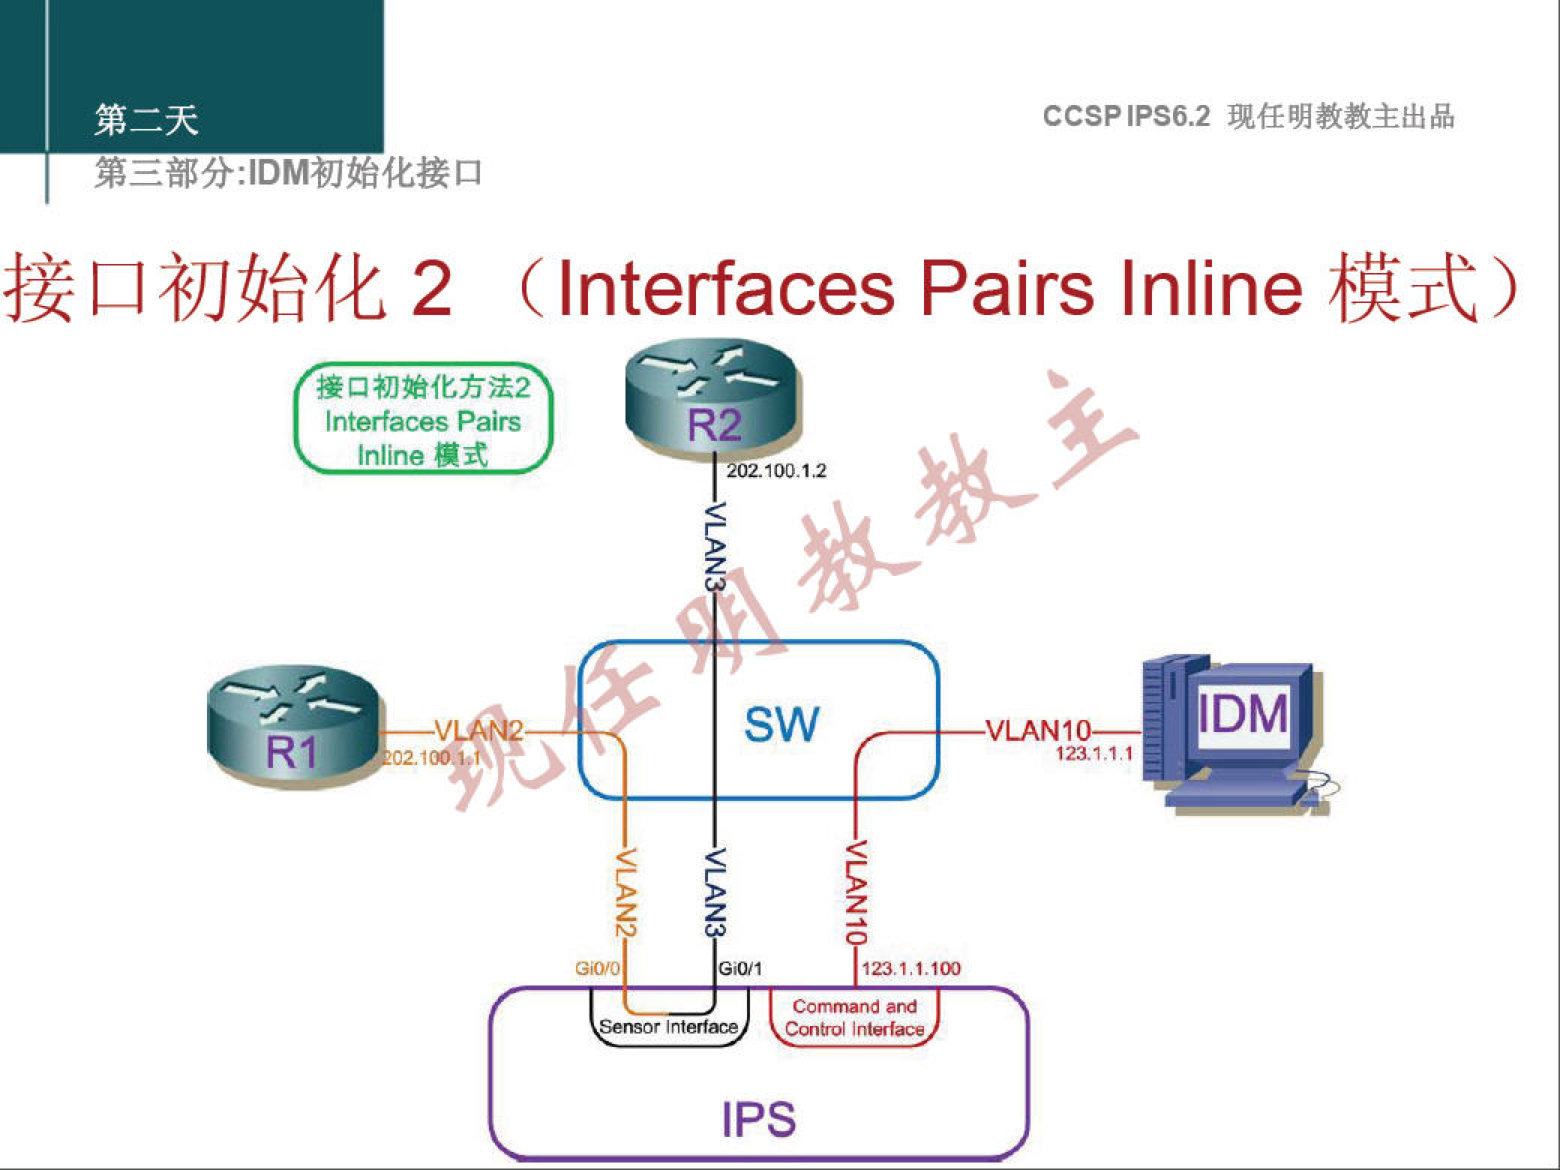 第二天
CCSP IPS6.2 现任明教教主出品
第三部分:IDM初始化接口
接口初始化 2 （Interfaces Pairs Inline 模式）
接口初始化方法2
Interfaces Pairs
Inline 模式
R2
202.100.1.2
VLAN3
现任明教教主
R1
VLAN2
202.100.1.1
SW
VLAN10
123.1.1.1
IDM
VLAN2
VLAN3
VLAN10
Gi0/0
Gi0/1
123.1.1.100
Sensor Interface
Command and
Control Interface
IPS